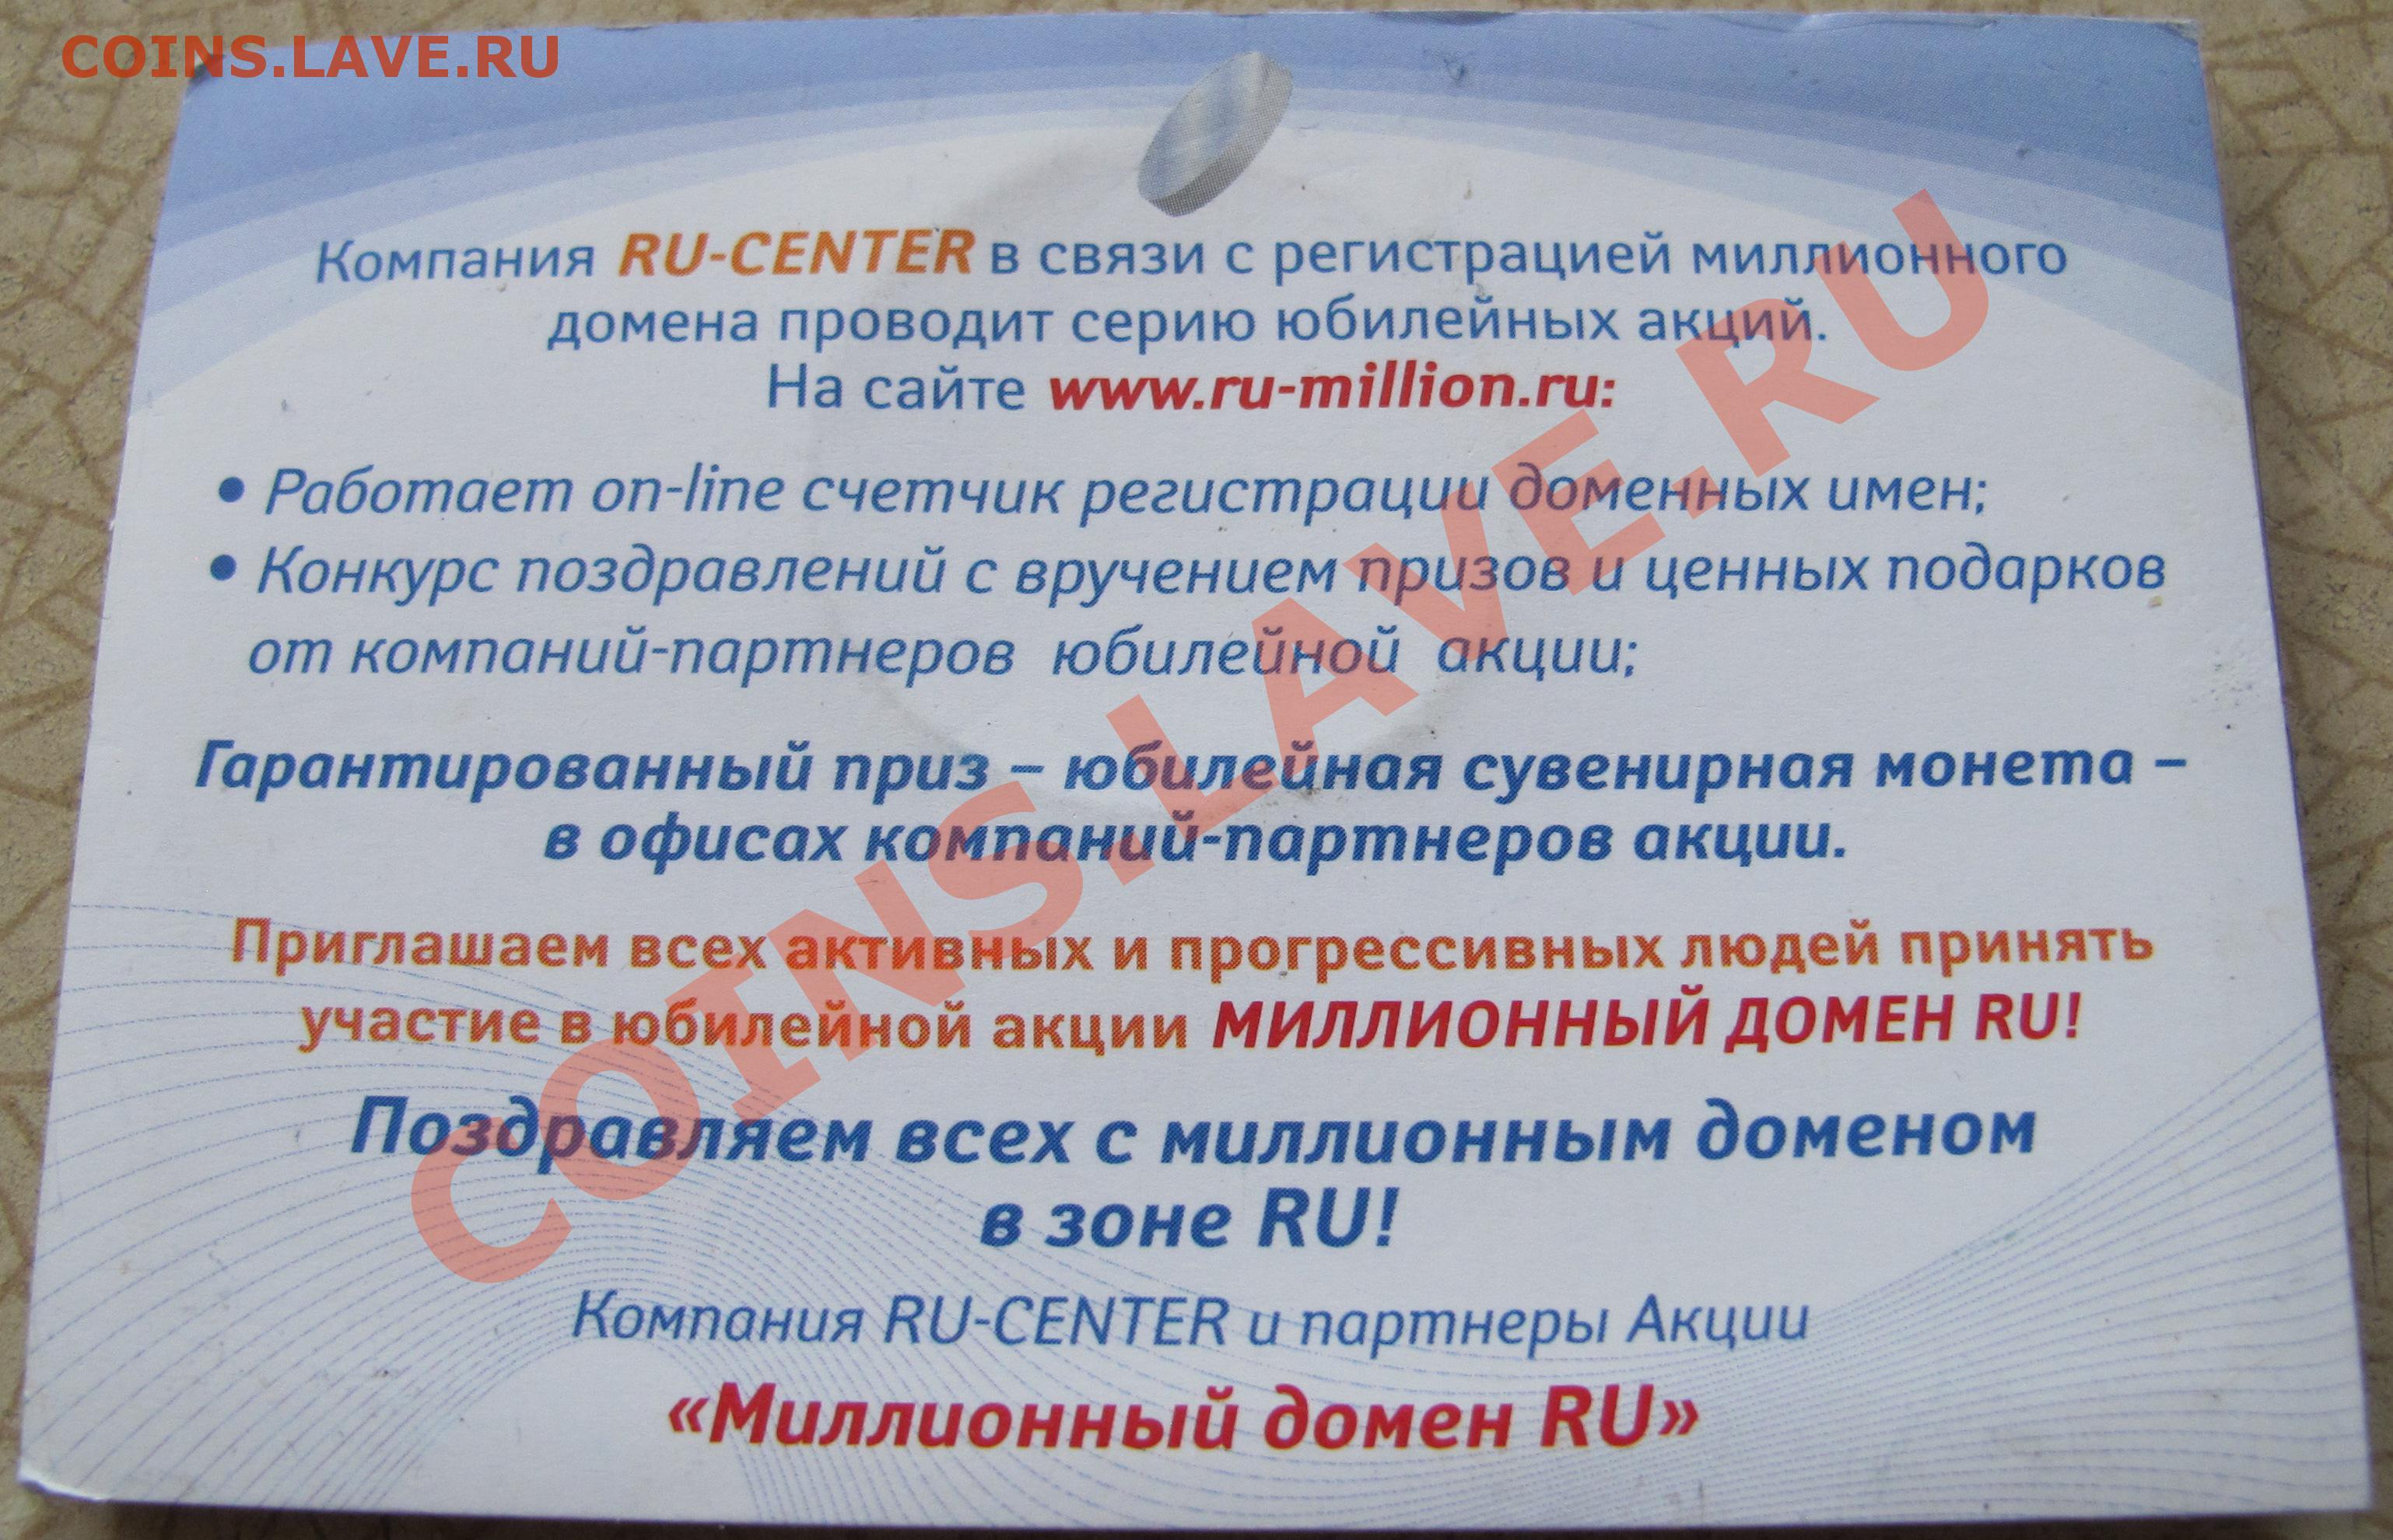 COINS.LAVE.RU
Компания RU-CENTER в связи с регистрацией миллионного
домена проводит серию юбилейных акций.
На сайте www.ru-million.ru:
• Работает on-line счетчик регистрации доменных имен;
• Конкурс поздравлений с вручением призов и ценных подарков
от компаний-партнеров юбилейной акции;
Гарантированный приз – юбилейная сувенирная монета –
в офисах компаний-партнеров акции.
Приглашаем всех активных и прогрессивных людей принять
участие в юбилейной акции МИЛЛИОННЫЙ ДОМЕН RU!
Поздравляем всех с миллионным доменом
в зоне RU!
Компания RU-CENTER и партнеры Акции
«Миллионный домен RU»
COINS.LAVE.RU